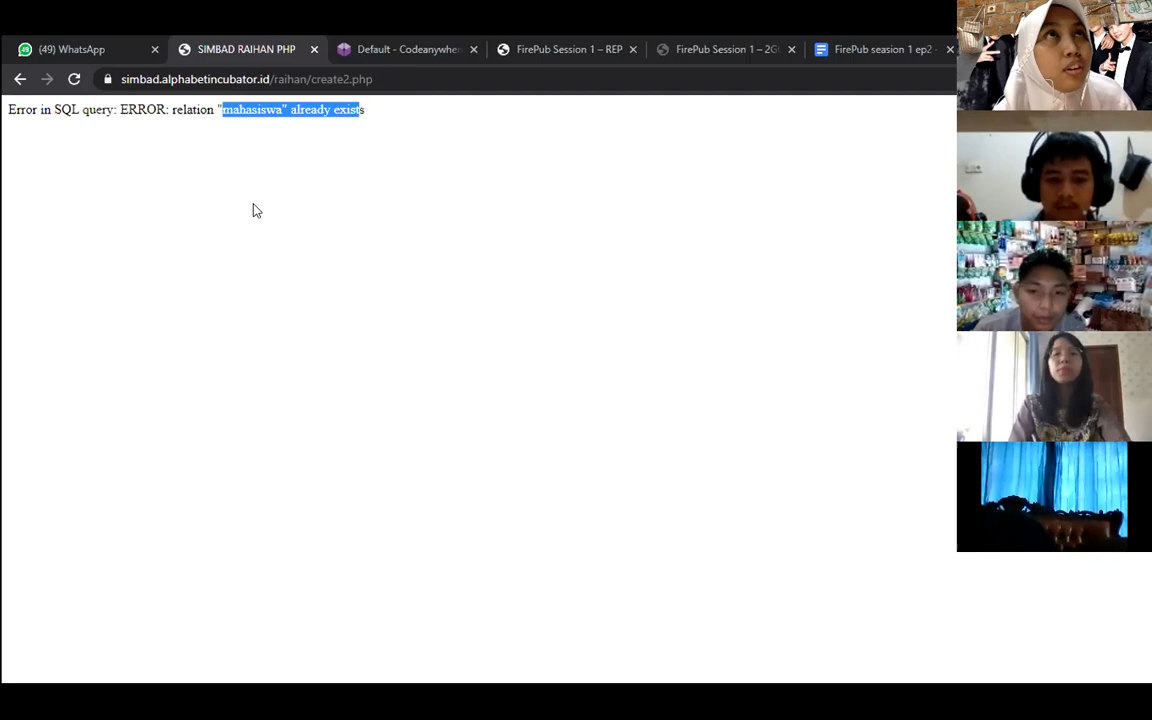 (49) WhatsApp
SIMBAD RAIHAN PHP
Default - Codeanywhe
FirePub Session 1 – REP
FirePub Session 1 – 2G
FirePub seasion 1 ep2 -
simbad.alphabetincubator.id/raihan/create2.php
Error in SQL query: ERROR: relation "mahasiswa" already exists